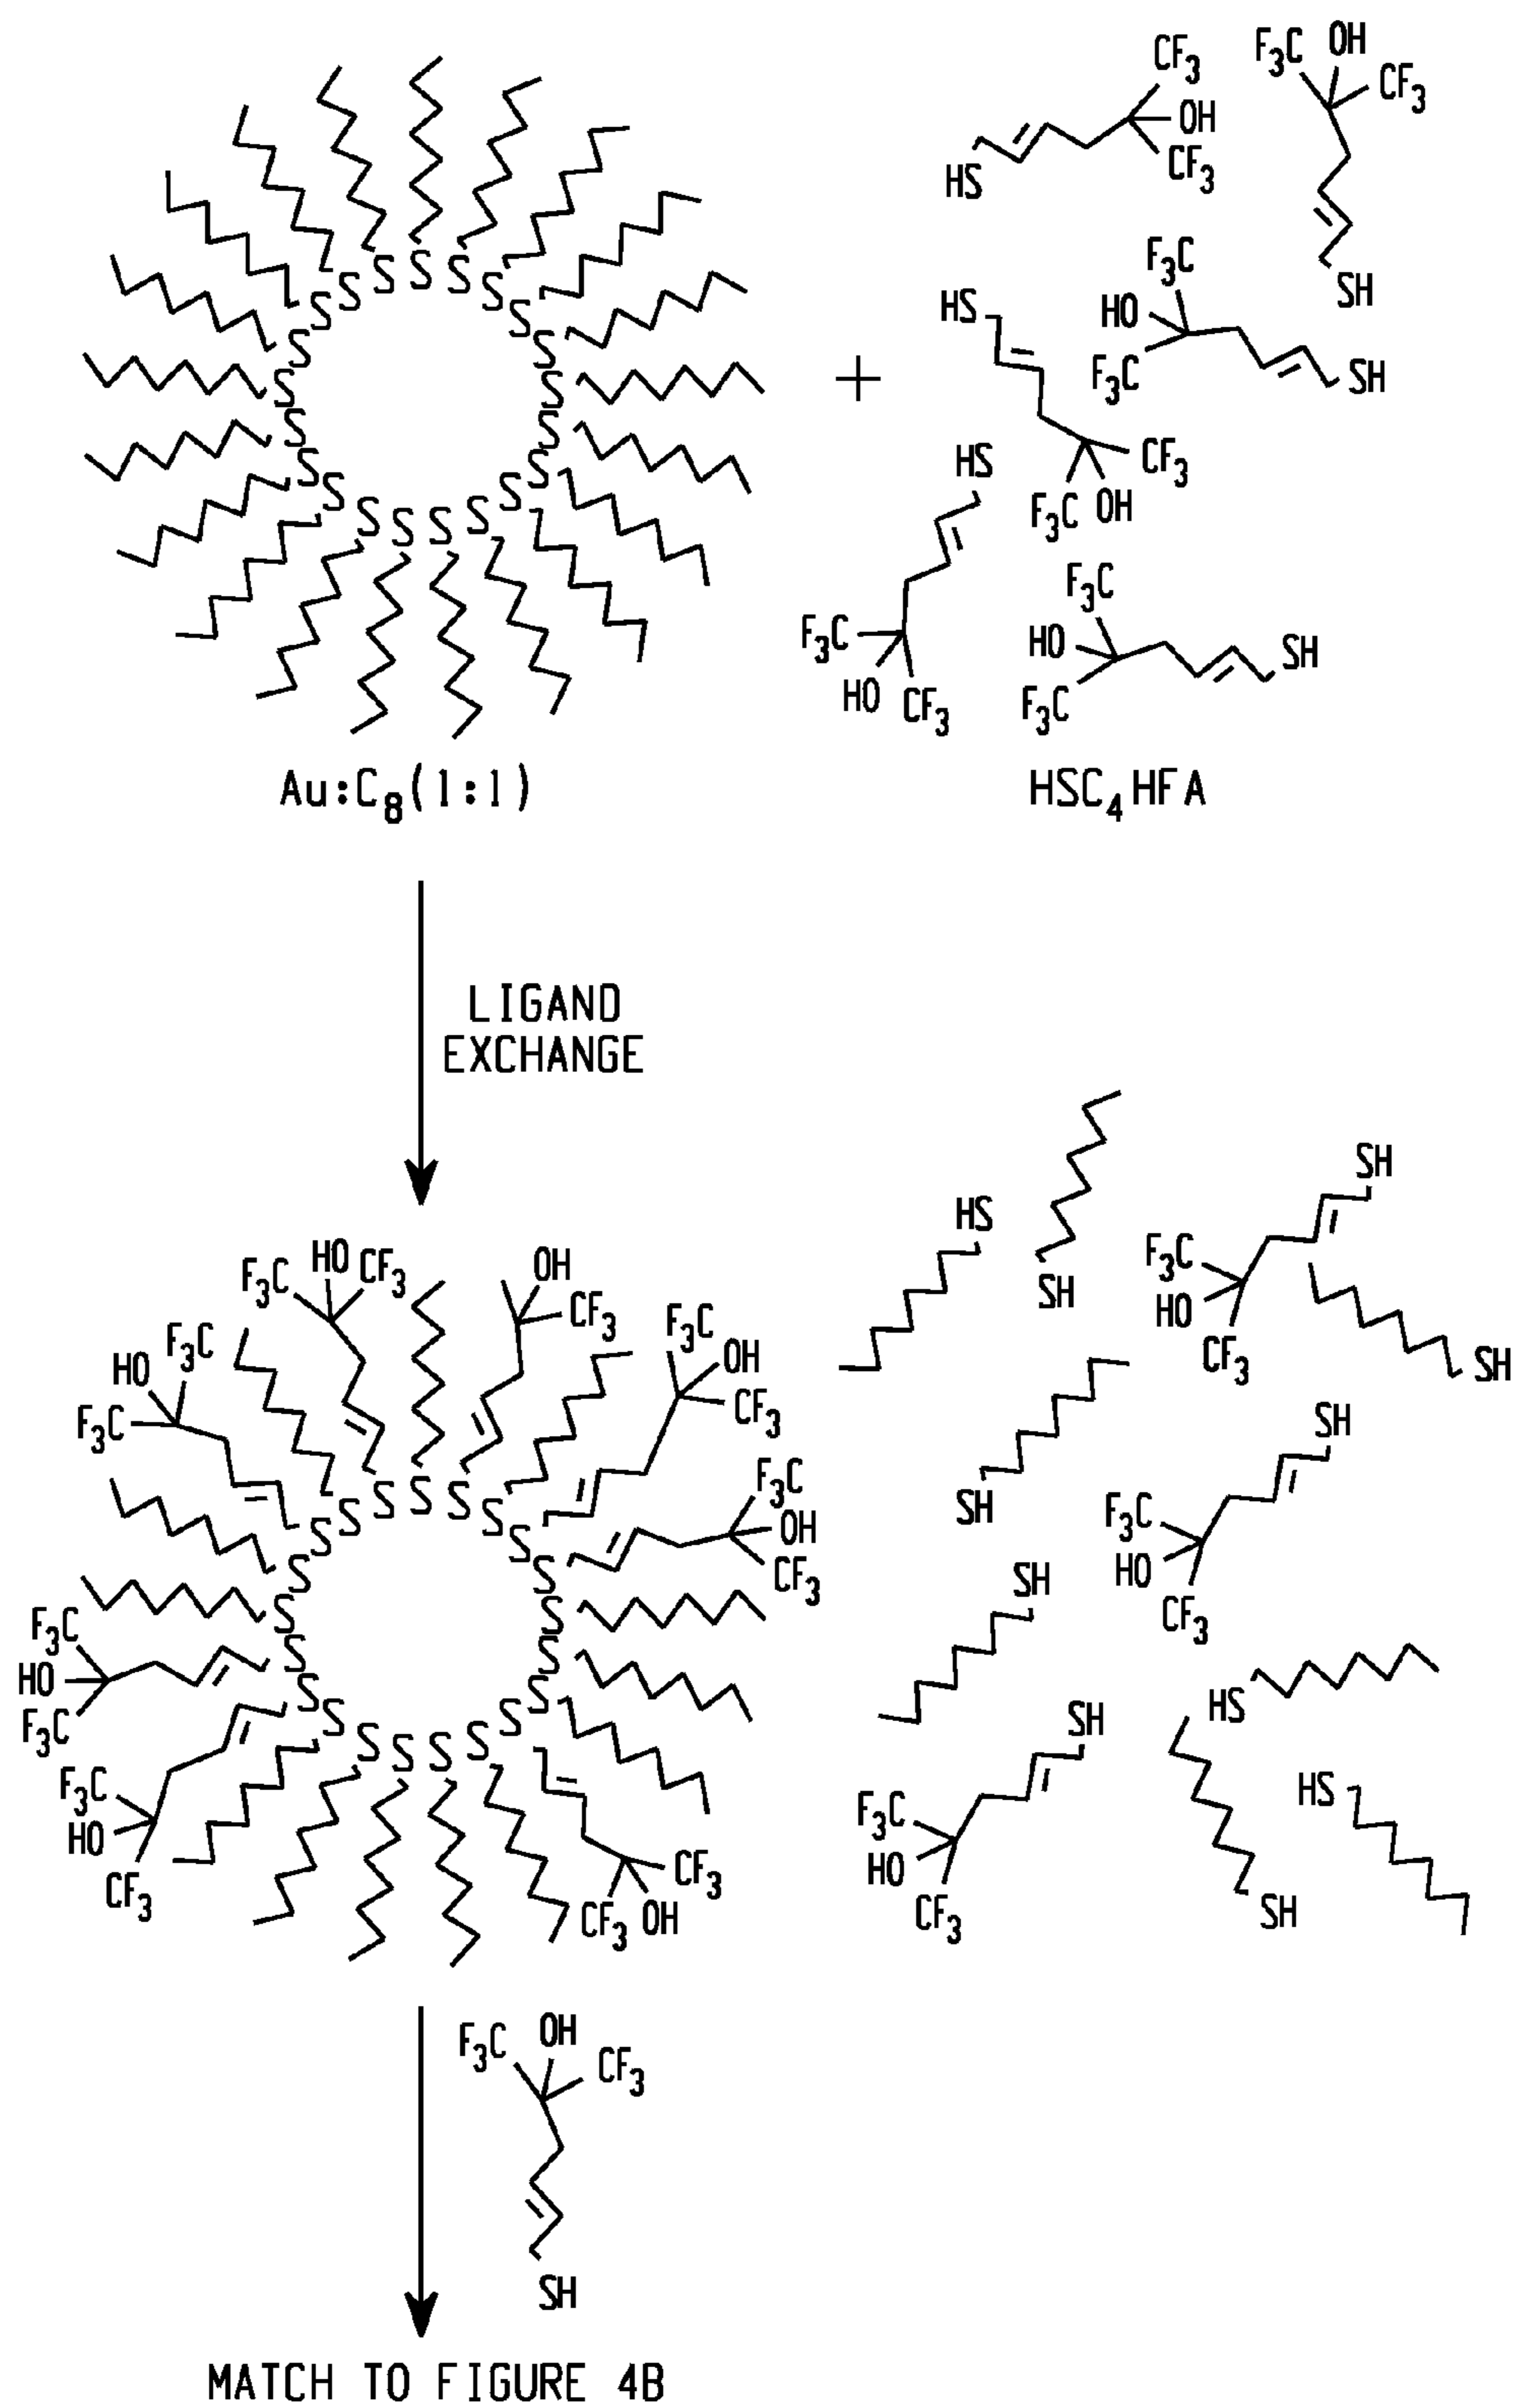 CF3
OH
CF3
HS
F3C OH
CF3
SH
F3C
HO
F3C
SH
HS
CF3
F3C OH
HS
F3C
HO
CF3
F3C
HO
F3C
SH
S S S S S S S S S S S S S S S S S S S S S
+
Au:C8(1:1)
HSC4HFA
LIGAND
EXCHANGE
F3C HO CF3
OH
CF3
F3C
OH
CF3
F3C
OH
CF3
HO F3C
F3C
F3C
HO
F3C
F3C
HO
CF3
CF3
CF3 OH
S S S S S S S S S S S S S S S S S S S S S
HS
SH
SH
F3C
HO
CF3
SH
SH
SH
F3C
HO
CF3
SH
HS
SH
F3C
HO
CF3
SH
HS
F3C OH
CF3
SH
MATCH TO FIGURE 4B